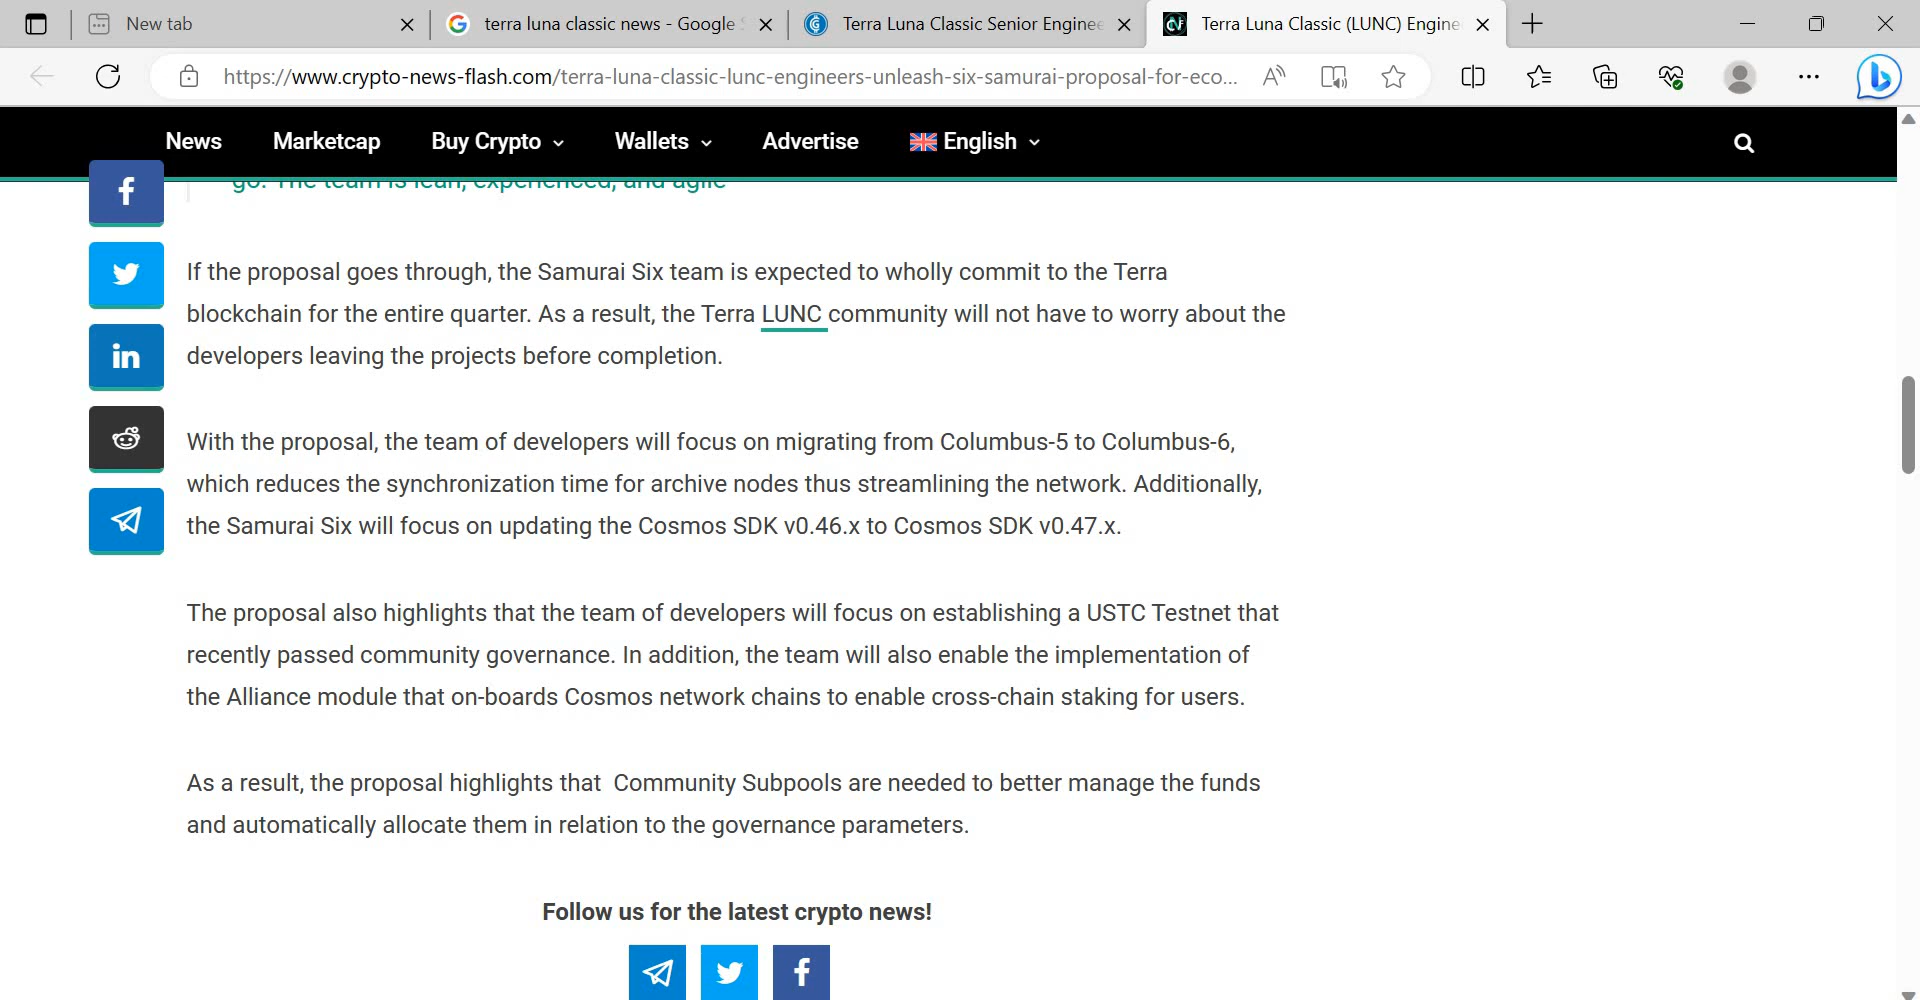 New tab
terra luna classic news - Google S
Terra Luna Classic Senior Enginee
Terra Luna Classic (LUNC) Engine
https://www.crypto-news-flash.com/terra-luna-classic-lunc-engineers-unleash-six-samurai-proposal-for-eco...
News Marketcap Buy Crypto Wallets Advertise English
go. The team is lean, experienced, and agile
If the proposal goes through, the Samurai Six team is expected to wholly commit to the Terra
blockchain for the entire quarter. As a result, the Terra LUNC community will not have to worry about the
developers leaving the projects before completion.
With the proposal, the team of developers will focus on migrating from Columbus-5 to Columbus-6,
which reduces the synchronization time for archive nodes thus streamlining the network. Additionally,
the Samurai Six will focus on updating the Cosmos SDK v0.46.x to Cosmos SDK v0.47.x.
The proposal also highlights that the team of developers will focus on establishing a USTC Testnet that
recently passed community governance. In addition, the team will also enable the implementation of
the Alliance module that on-boards Cosmos network chains to enable cross-chain staking for users.
As a result, the proposal highlights that  Community Subpools are needed to better manage the funds
and automatically allocate them in relation to the governance parameters.
Follow us for the latest crypto news!